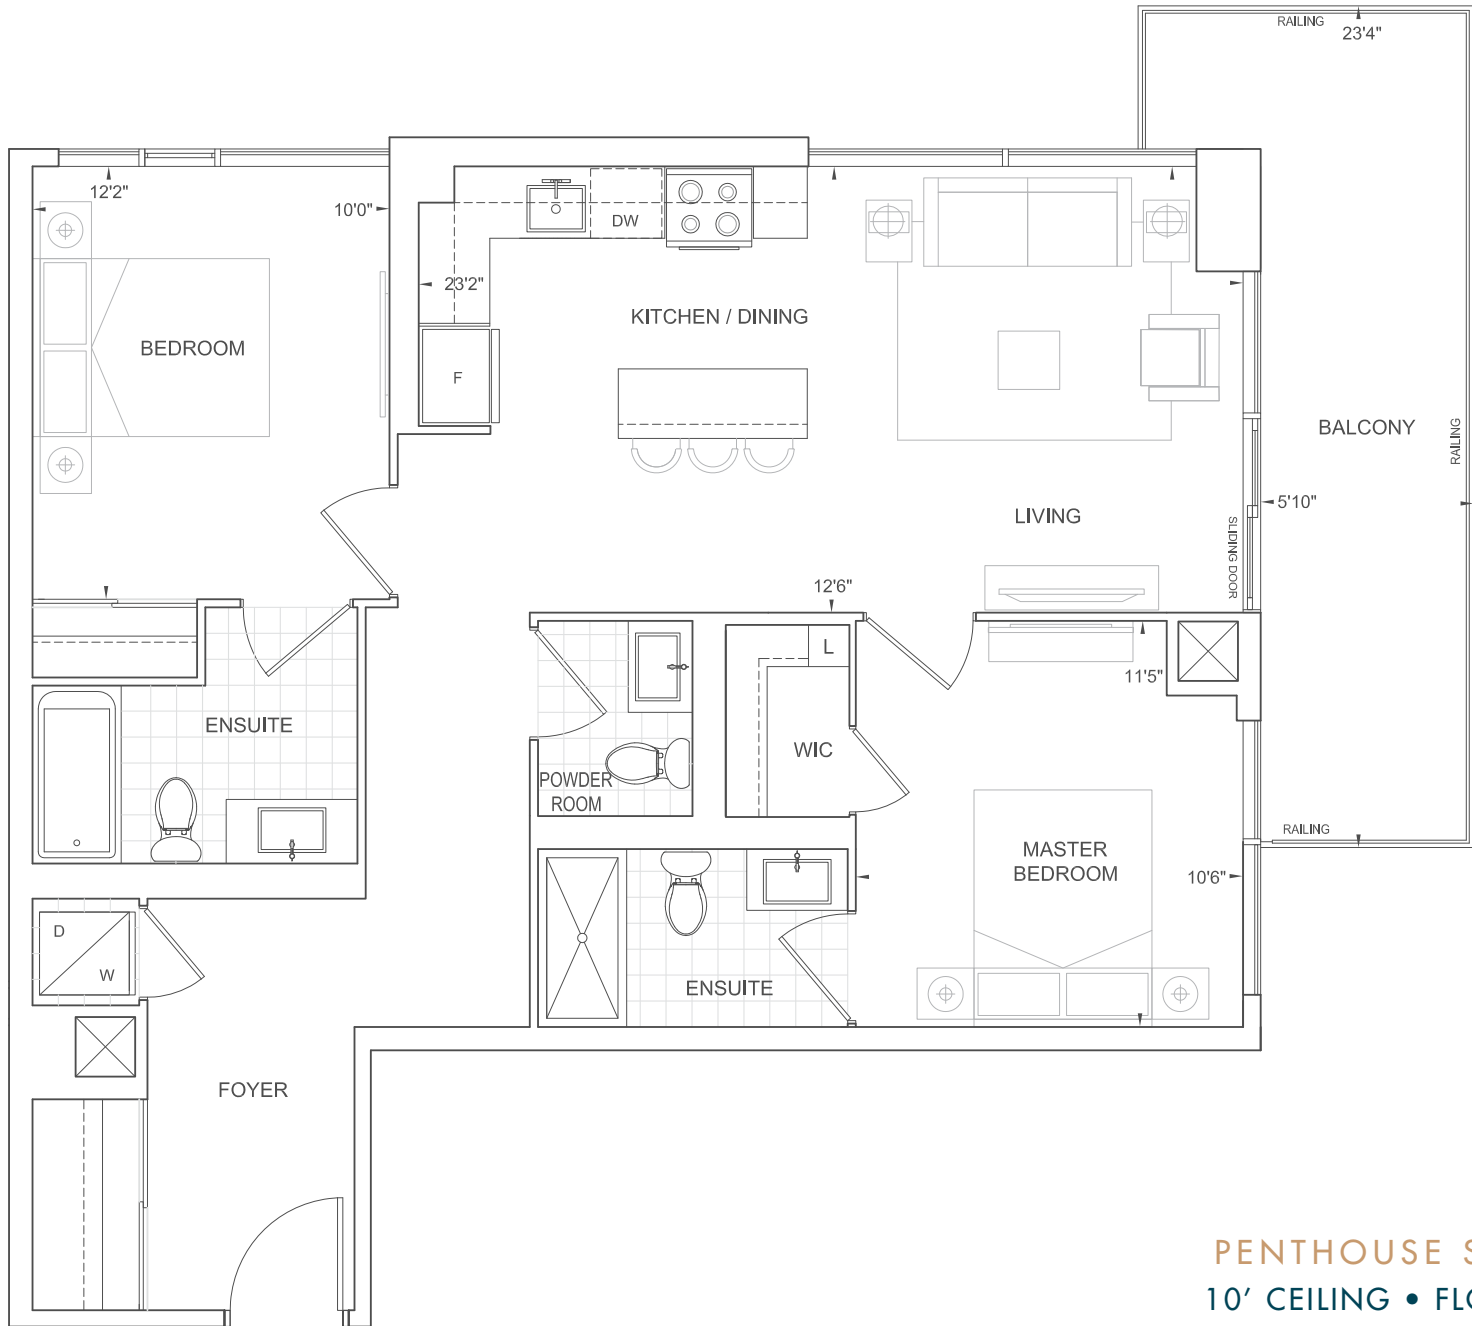 RAILING
23'4"
12'2"
10'0"
DW
23'2"
KITCHEN / DINING
BEDROOM
F
BALCONY
RAILING
5'10"
LIVING
SLIDING DOOR
12'6"
L
11'5"
ENSUITE
WIC
POWDER
ROOM
RAILING
MASTER
BEDROOM
10'6"
D
W
ENSUITE
FOYER
PENTHOUSE
10' CEILING •